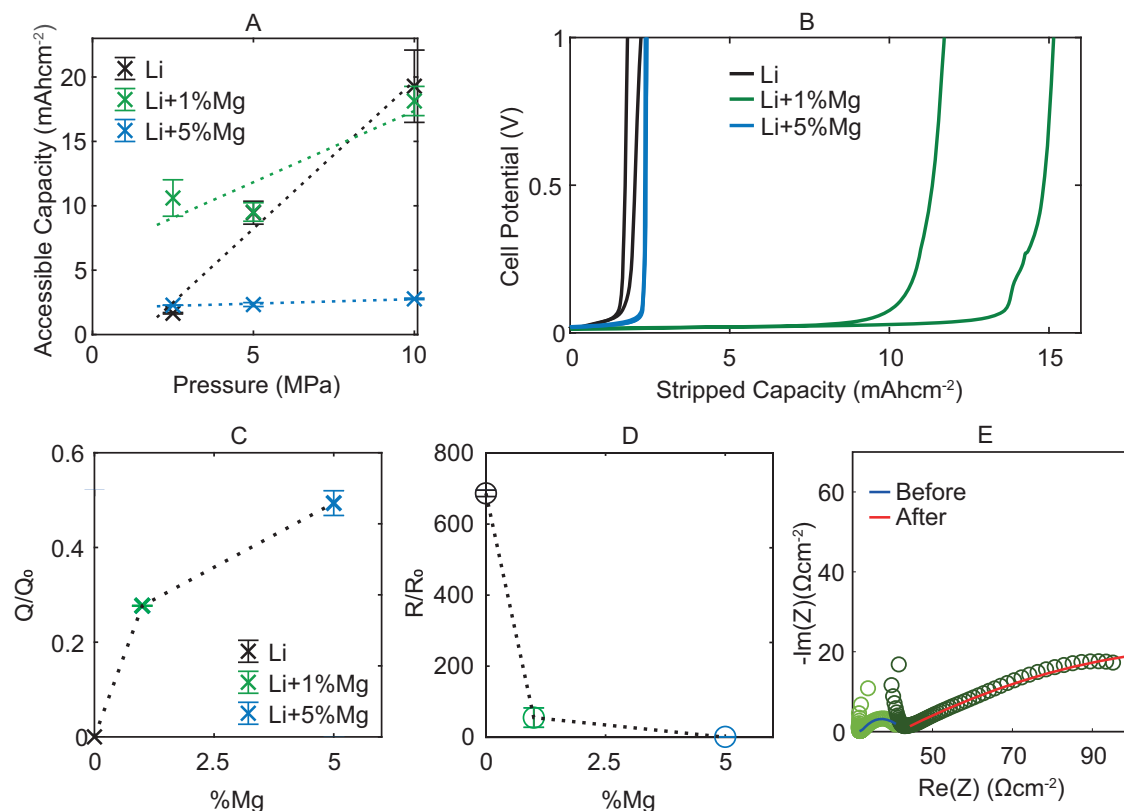 A
Accessible Capacity (mAhcm⁻²)
20
15
10
5
0
Li
Li+1%Mg
Li+5%Mg
0
5
10
Pressure (MPa)
B
Cell Potential (V)
1
0.5
0
Li
Li+1%Mg
Li+5%Mg
0
5
10
15
Stripped Capacity (mAhcm⁻²)
C
Q/Q₀
0.6
0.4
0.2
0
Li
Li+1%Mg
Li+5%Mg
0
2.5
5
%Mg
D
R/R₀
800
600
400
200
0
0
2.5
5
%Mg
E
-Im(Z)(Ωcm⁻²)
60
40
20
0
Before
After
50
70
90
Re(Z) (Ωcm⁻²)